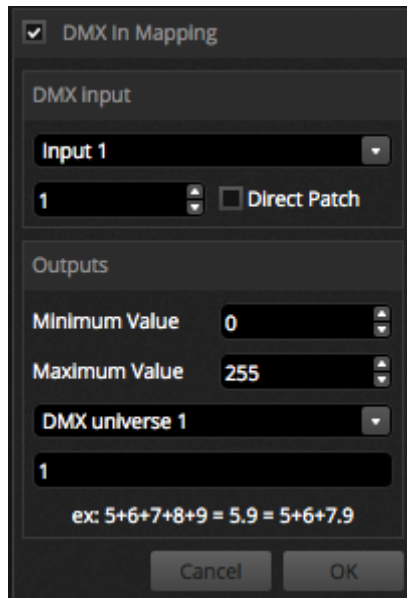 DMX In Mapping
DMX Input
Input 1
1 Direct Patch
Outputs
Minimum Value 0
Maximum Value 255
DMX universe 1
1
ex: 5+6+7+8+9 = 5.9 = 5+6+7.9
Cancel OK